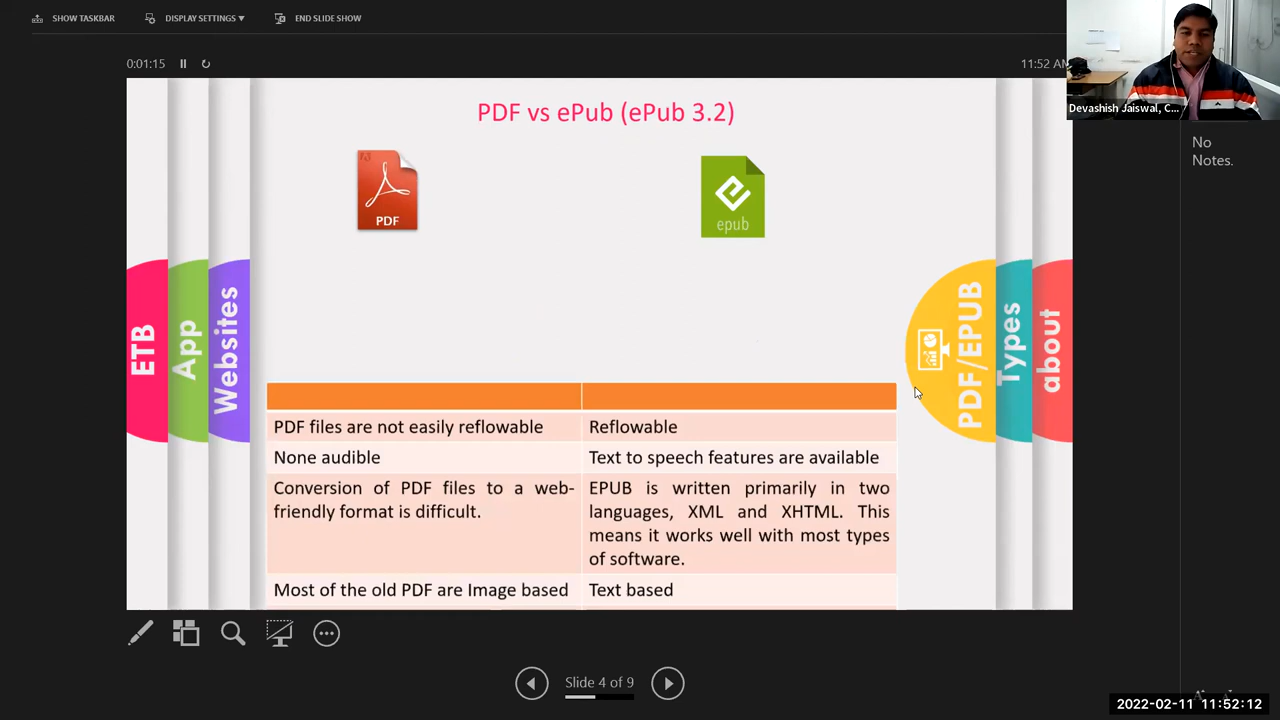 SHOW TASKBAR
DISPLAY SETTINGS ▼
END SLIDE SHOW
0:01:15
11:52 AM
Devashish Jaiswal, C...
No
Notes.
PDF vs ePub (ePub 3.2)
PDF
epub
ETB
App
Websites
PDF/EPUB
Types
about
PDF files are not easily reflowable
Reflowable
None audible
Text to speech features are available
Conversion of PDF files to a web-
friendly format is difficult.
EPUB is written primarily in two
languages, XML and XHTML. This
means it works well with most types
of software.
Most of the old PDF are Image based
Text based
Slide 4 of 9
2022-02-11 11:52:12